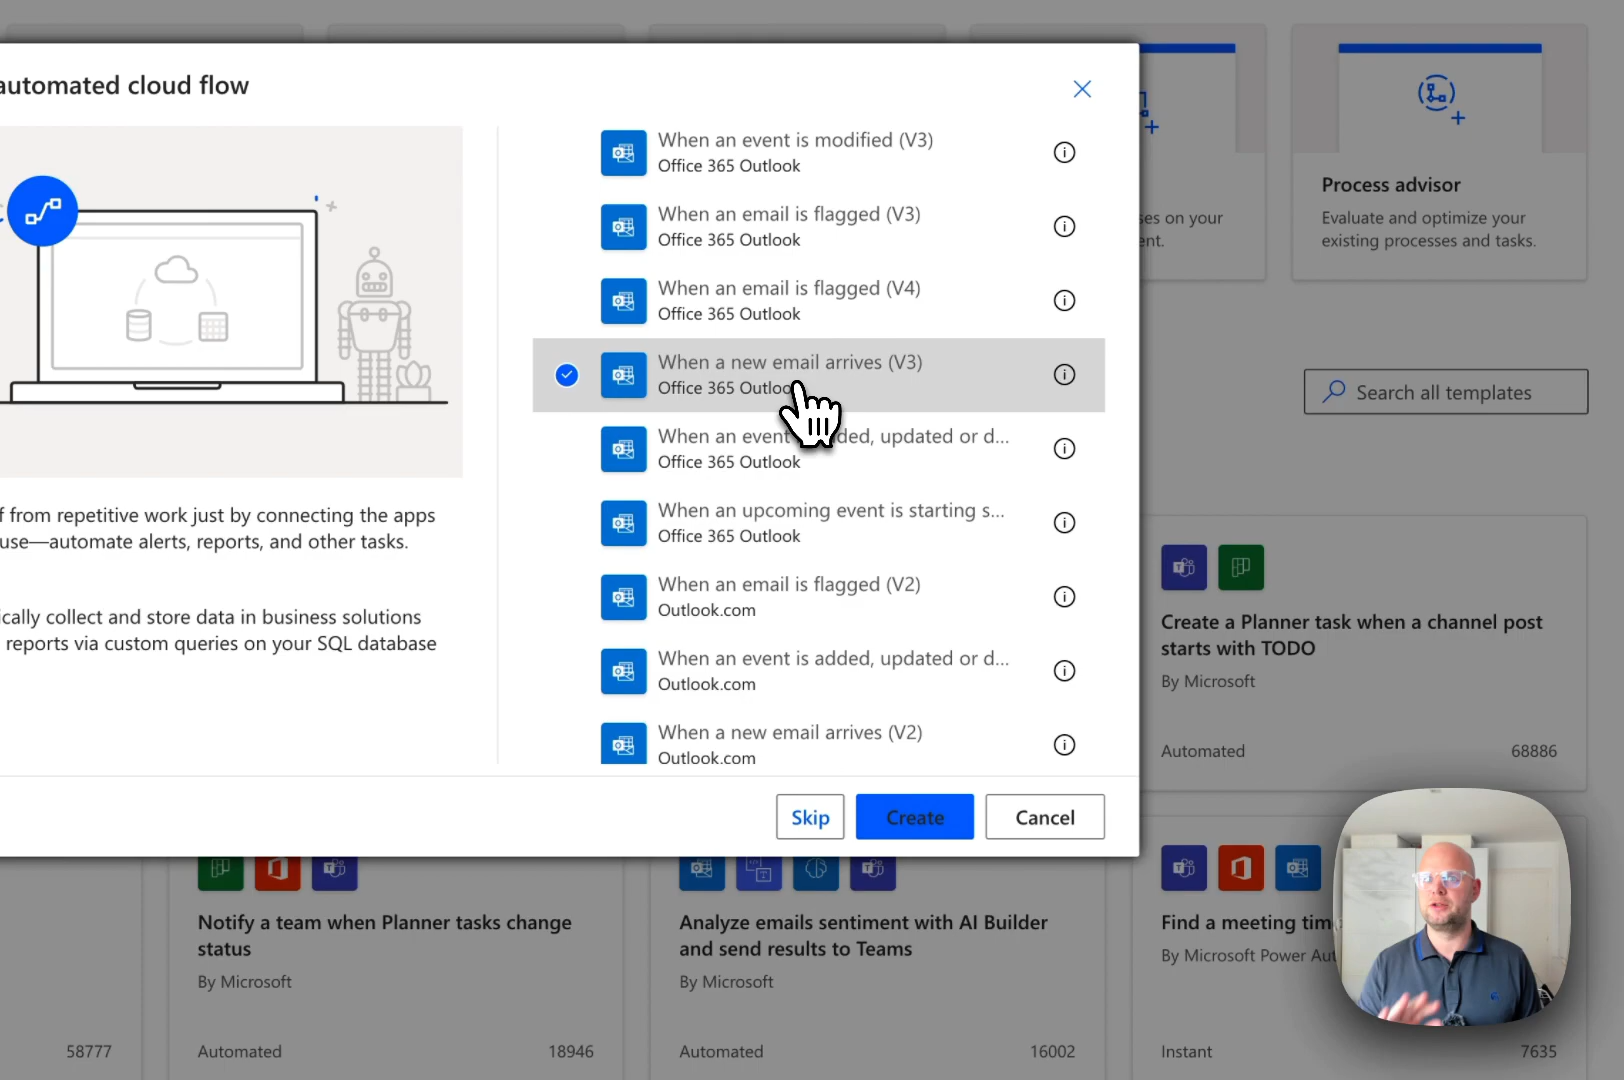 automated cloud flow
When an event is modified (V3)
Office 365 Outlook
When an email is flagged (V3)
Office 365 Outlook
When an email is flagged (V4)
Office 365 Outlook
When a new email arrives (V3)
Office 365 Outloo
When an event ded, updated or d...
Office 365 Outlook
When an upcoming event is starting s...
Office 365 Outlook
When an email is flagged (V2)
Outlook.com
When an event is added, updated or d...
Outlook.com
When a new email arrives (V2)
Outlook.com
f from repetitive work just by connecting the apps
use—automate alerts, reports, and other tasks.
ically collect and store data in business solutions
reports via custom queries on your SQL database
Skip
Create
Cancel
ses on your
ent.
Process advisor
Evaluate and optimize your
existing processes and tasks.
Search all templates
Create a Planner task when a channel post
starts with TODO
By Microsoft
Automated
68886
58777
Notify a team when Planner tasks change
status
By Microsoft
Automated
18946
Analyze emails sentiment with AI Builder
and send results to Teams
By Microsoft
Automated
16002
Find a meeting tim
By Microsoft Power Aut
Instant
7635